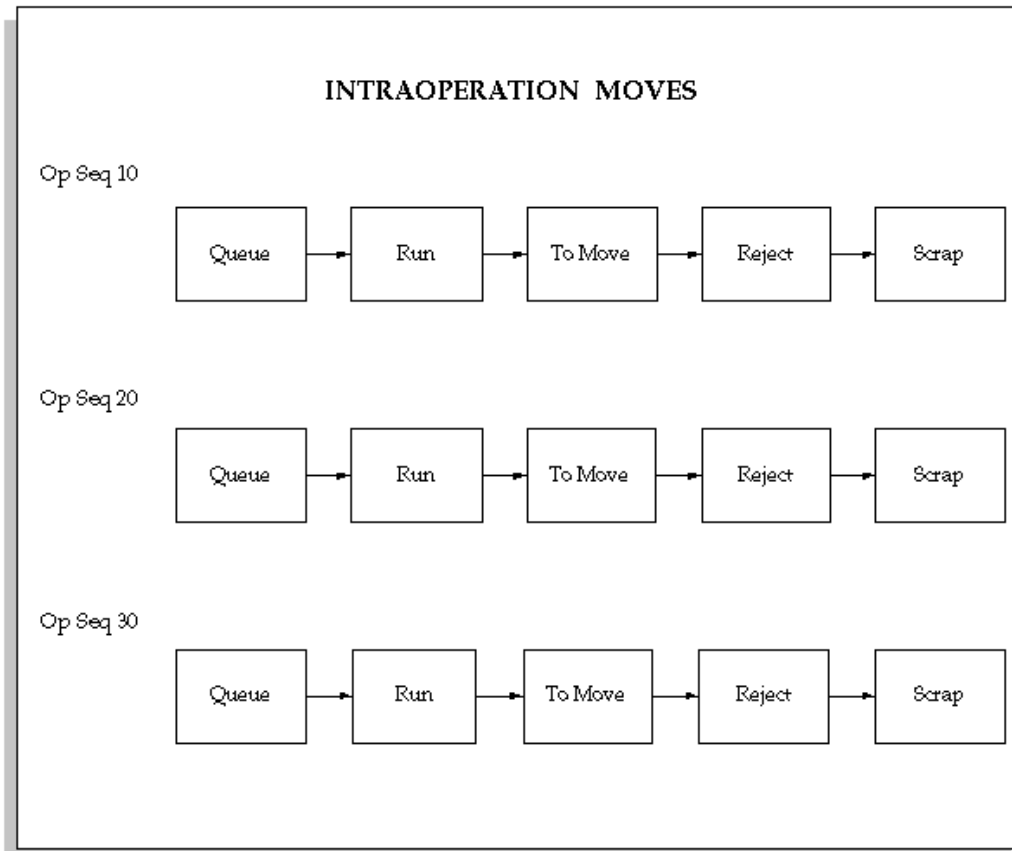 INTRAOPERATION MOVES
Op Seq 10
Queue Run To Move Reject Scrap
Op Seq 20
Queue Run To Move Reject Scrap
Op Seq 30
Queue Run To Move Reject Scrap